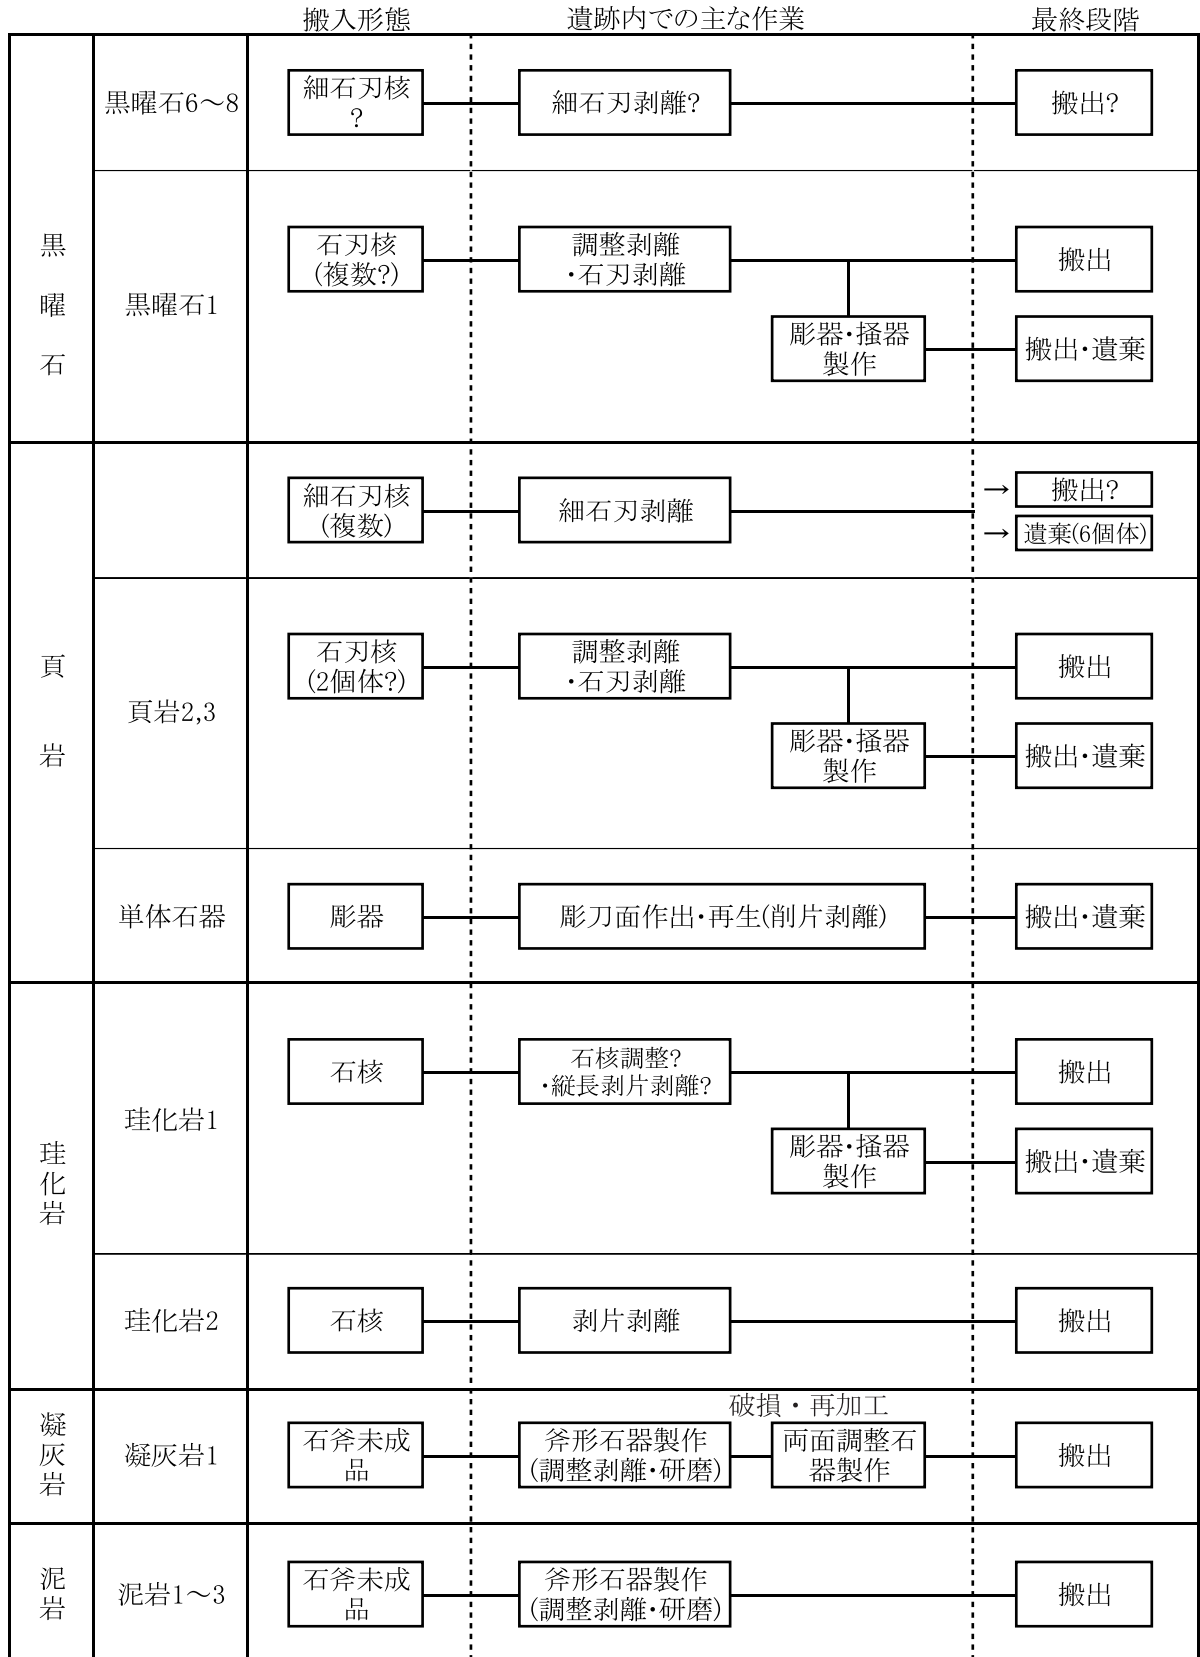 搬入形態
遺跡内での主な作業
最終段階
黒
曜
石
黒曜石6～8
細石刃核
?
細石刃剥離?
搬出?
黒曜石1
石刃核
(複数?)
調整剥離
・石刃剥離
搬出
彫器・掻器
製作
搬出・遺棄
頁
岩
細石刃核
(複数)
細石刃剥離
→ 搬出?
→ 遺棄(6個体)
頁岩2,3
石刃核
(2個体?)
調整剥離
・石刃剥離
搬出
彫器・掻器
製作
搬出・遺棄
単体石器
彫器
彫刀面作出・再生(削片剥離)
搬出・遺棄
珪
化
岩
珪化岩1
石核
石核調整?
・縦長剥片剥離?
搬出
彫器・掻器
製作
搬出・遺棄
珪化岩2
石核
剥片剥離
搬出
凝
灰
岩
凝灰岩1
石斧未成
品
斧形石器製作
(調整剥離・研磨)
破損・再加工
両面調整石
器製作
搬出
泥
岩
泥岩1～3
石斧未成
品
斧形石器製作
(調整剥離・研磨)
搬出